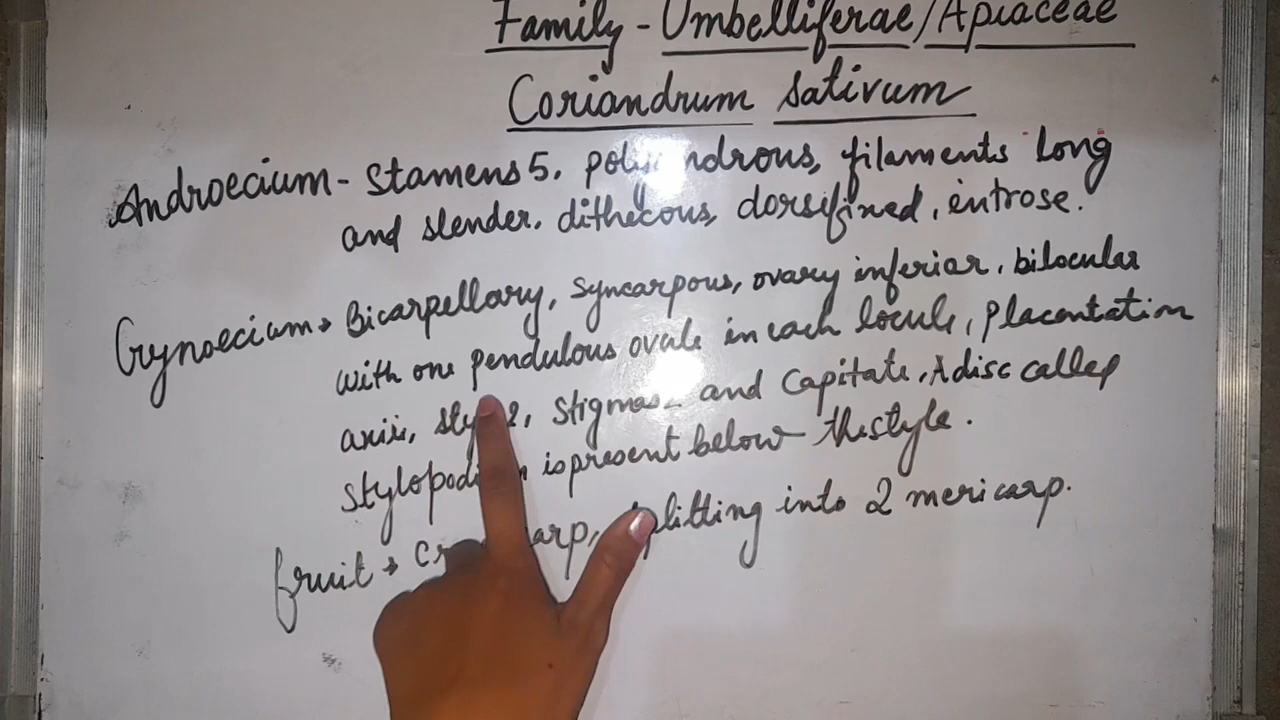 Family - Umbelliferae/Apiaceae
Coriandrum sativum
Androecium - Stamens 5, filaments long
and slender, dithecous, dorsifixed, introse.
Gynoecium → Bicarpellary, Syncarpous, ovary inferior, bilocular
with one pendulous ovule in each locule, Placentation
axis, Stigmas and Capitate, A disc called
is present below the style.
fruit → splitting into 2 mericarp.